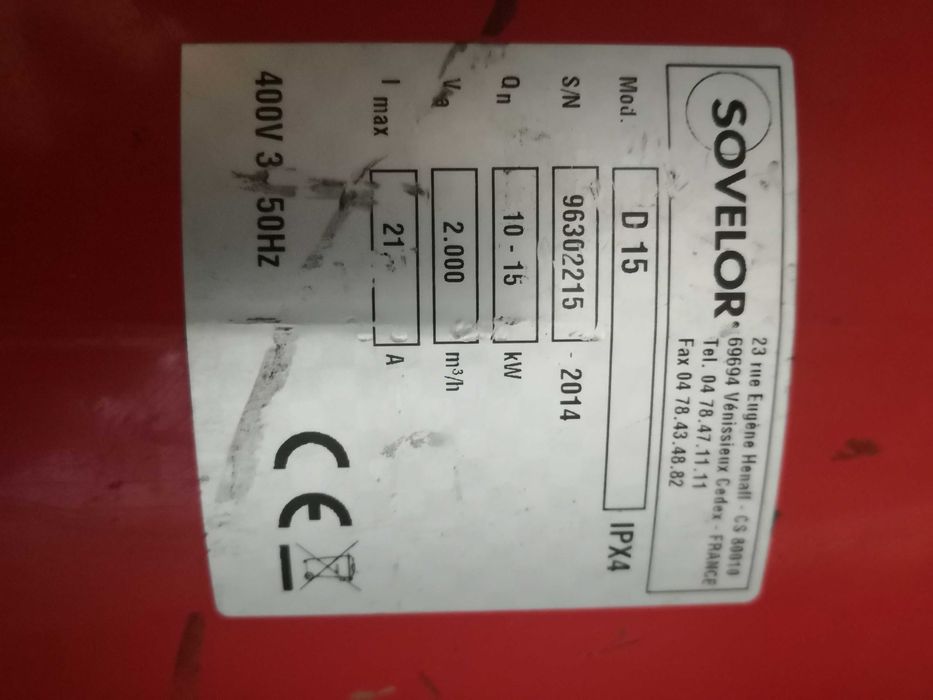 SOVELOR®
23 rue Eugène Henaff - CS 80010
69694 Vénissieux Cedex - FRANCE
Tel. 04 78.47.11.11
Fax 04 78.43.48.82
Mod. D 15 IPX4
S/N 96302215 - 2014
Qn 10 - 15 kW
Va 2.000 m³/h
I max 21 A
400V 3~ 50Hz
CE